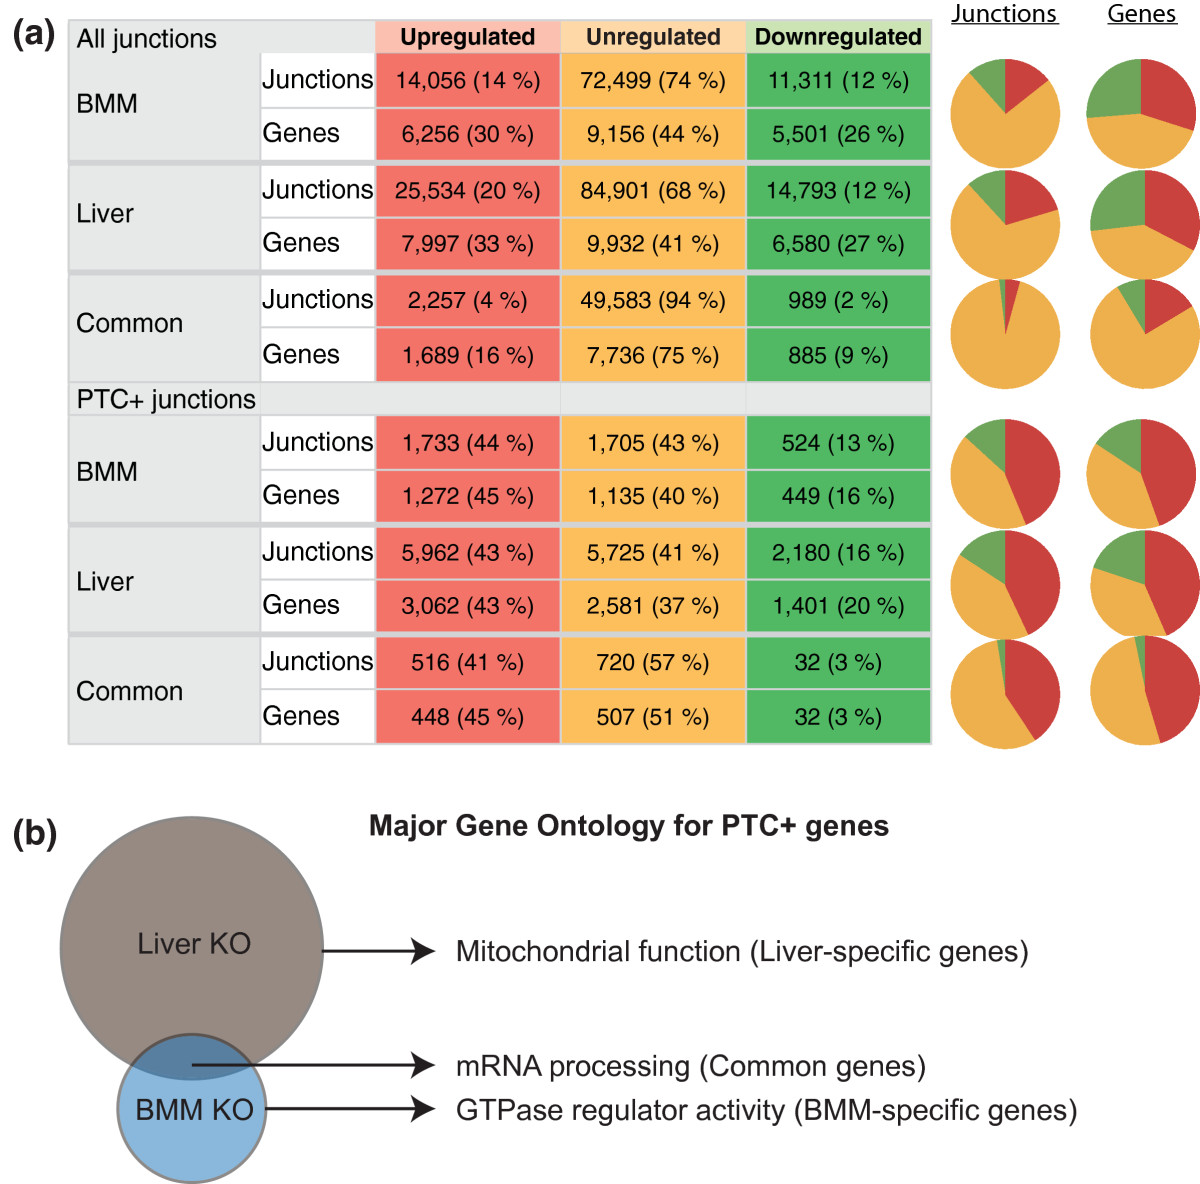 Junctions Genes
(a) All junctions Upregulated Unregulated Downregulated
BMM
Junctions 14,056 (14 %) 72,499 (74 %) 11,311 (12 %)
Genes 6,256 (30 %) 9,156 (44 %) 5,501 (26 %)
Liver
Junctions 25,534 (20 %) 84,901 (68 %) 14,793 (12 %)
Genes 7,997 (33 %) 9,932 (41 %) 6,580 (27 %)
Common
Junctions 2,257 (4 %) 49,583 (94 %) 989 (2 %)
Genes 1,689 (16 %) 7,736 (75 %) 885 (9 %)
PTC+ junctions
BMM
Junctions 1,733 (44 %) 1,705 (43 %) 524 (13 %)
Genes 1,272 (45 %) 1,135 (40 %) 449 (16 %)
Liver
Junctions 5,962 (43 %) 5,725 (41 %) 2,180 (16 %)
Genes 3,062 (43 %) 2,581 (37 %) 1,401 (20 %)
Common
Junctions 516 (41 %) 720 (57 %) 32 (3 %)
Genes 448 (45 %) 507 (51 %) 32 (3 %)
(b) Major Gene Ontology for PTC+ genes
Liver KO Mitochondrial function (Liver-specific genes)
mRNA processing (Common genes)
BMM KO GTPase regulator activity (BMM-specific genes)